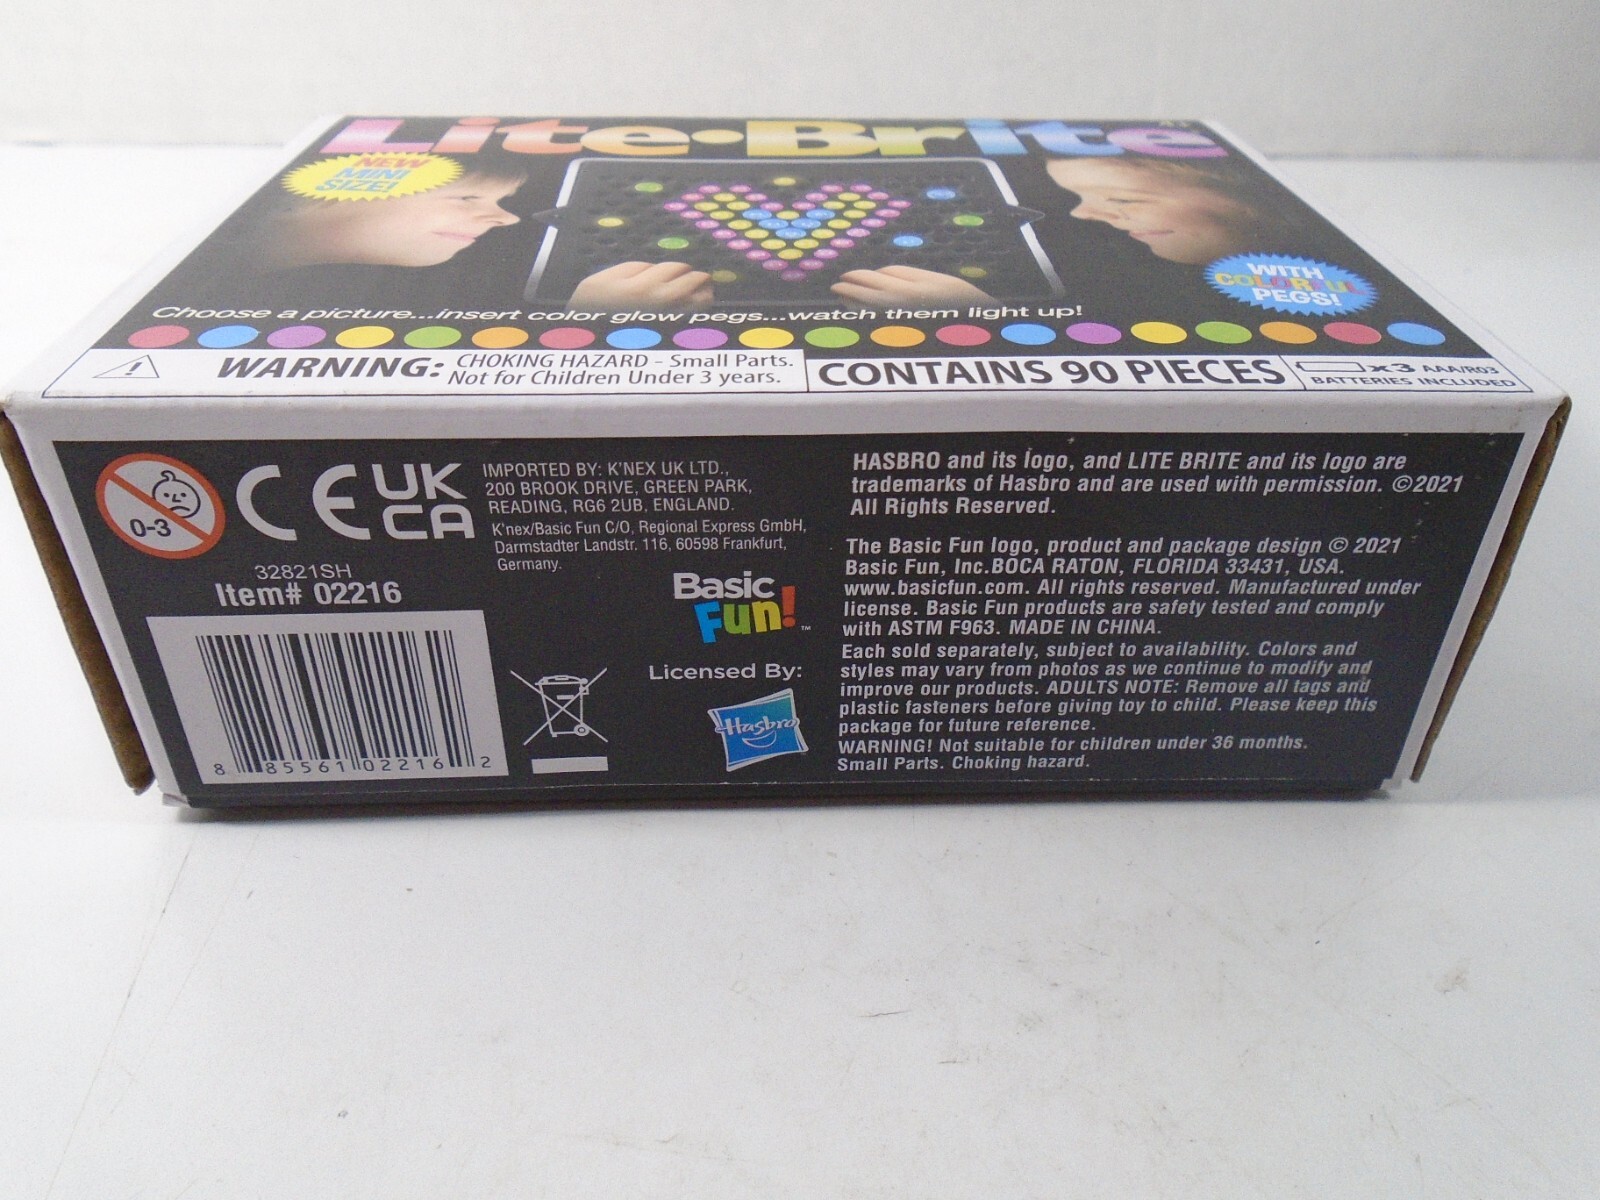 Lite•Brite
4+
NEW
MINI
SIZE!
WITH
COLORFUL
PEGS!
Choose a picture...insert color glow pegs...watch them light up!
WARNING: CHOKING HAZARD - Small Parts.
Not for Children Under 3 years.
CONTAINS 90 PIECES
x3 AAA/R03
BATTERIES INCLUDED
0-3
CE
UK
CA
IMPORTED BY: K'NEX UK LTD.,
200 BROOK DRIVE, GREEN PARK,
READING, RG6 2UB, ENGLAND.
K'nex/Basic Fun C/O, Regional Express GmbH,
Darmstadter Landstr. 116, 60598 Frankfurt,
Germany.
32821SH
Item# 02216
8 85561 02216 2
Basic
Fun!™
Licensed By:
Hasbro
HASBRO and its logo, and LITE BRITE and its logo are
trademarks of Hasbro and are used with permission. ©2021
All Rights Reserved.
The Basic Fun logo, product and package design © 2021
Basic Fun, Inc.BOCA RATON, FLORIDA 33431, USA.
www.basicfun.com. All rights reserved. Manufactured under
license. Basic Fun products are safety tested and comply
with ASTM F963. MADE IN CHINA.
Each sold separately, subject to availability. Colors and
styles may vary from photos as we continue to modify and
improve our products. ADULTS NOTE: Remove all tags and
plastic fasteners before giving toy to child. Please keep this
package for future reference.
WARNING! Not suitable for children under 36 months.
Small Parts. Choking hazard.